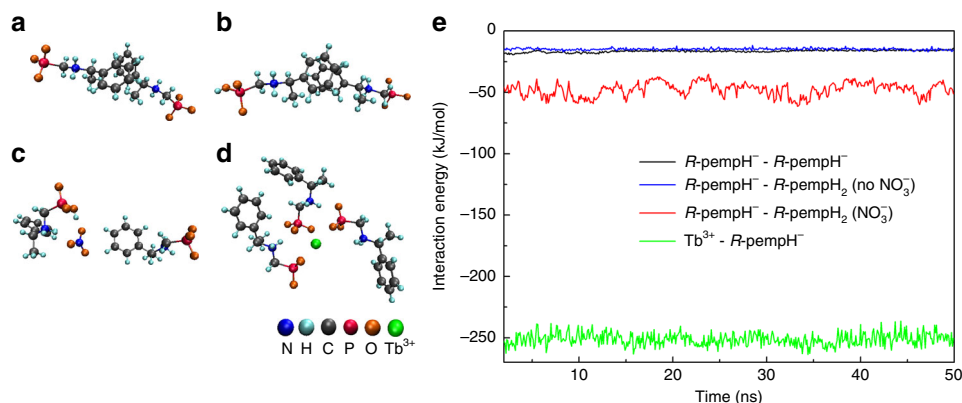 a
b
c
d
N H C P O Tb³⁺
e
Interaction energy (kJ/mol)
0
−50
−100
−150
−200
−250
R-pempH⁻ - R-pempH⁻
R-pempH⁻ - R-pempH₂ (no NO₃⁻)
R-pempH⁻ - R-pempH₂ (NO₃⁻)
Tb³⁺ - R-pempH⁻
10 20 30 40 50
Time (ns)